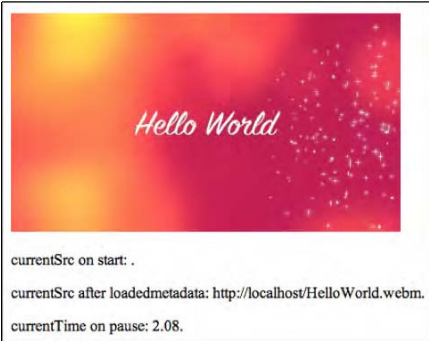 Hello World
currentSrc on start: .
currentSrc after loadedmetadata: http://localhost/HelloWorld.webm.
currentTime on pause: 2.08.